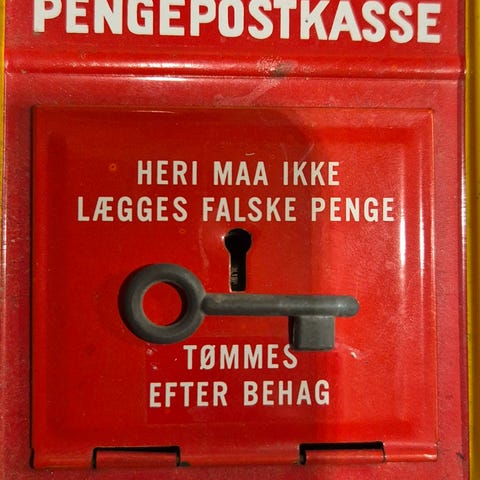 PENGEPOSTKASSE
HERI MAA IKKE
LÆGGES FALSKE PENGE
TØMMES
EFTER BEHAG